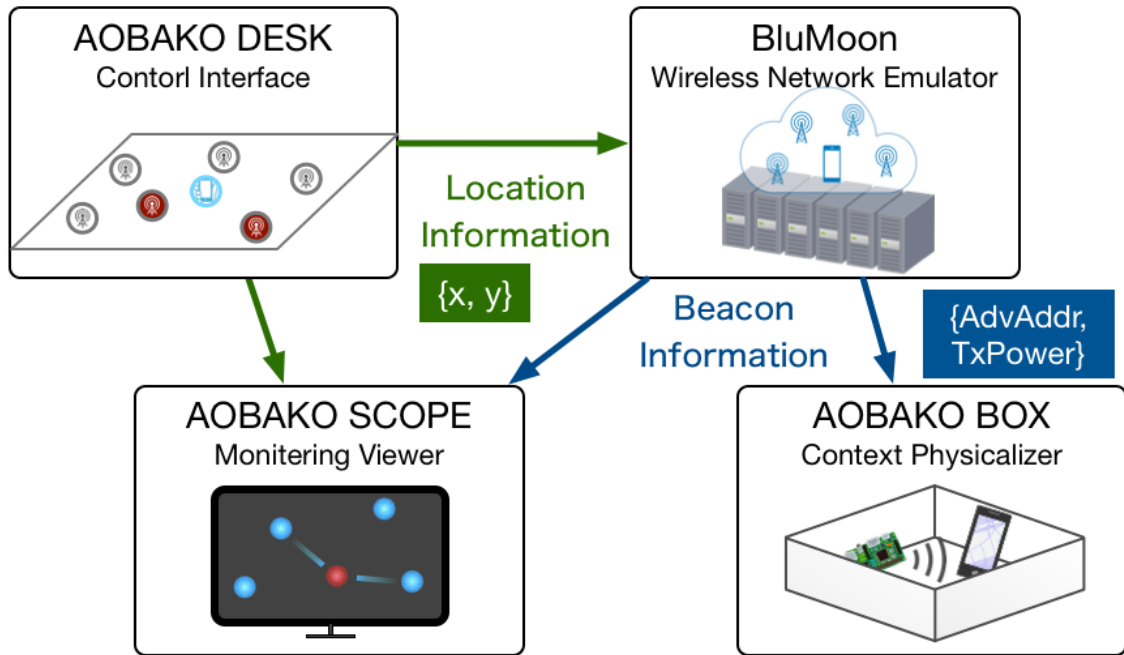 AOBAKO DESK
Contorl Interface
BluMoon
Wireless Network Emulator
Location
Information
{x, y}
Beacon
Information
{AdvAddr,
TxPower}
AOBAKO SCOPE
Monitering Viewer
AOBAKO BOX
Context Physicalizer